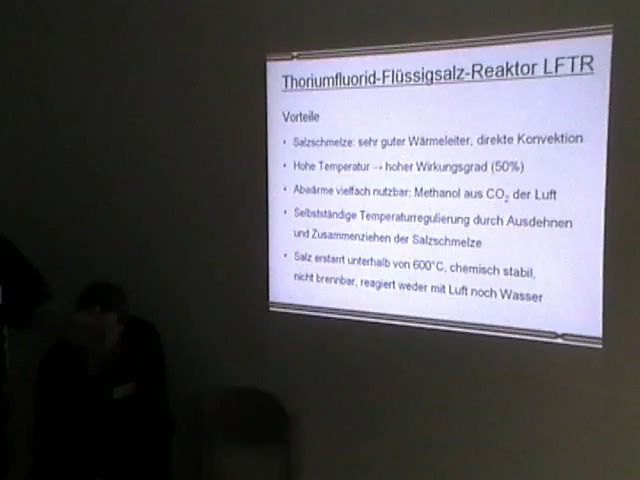 Thoriumfluorid-Flüssigsalz-Reaktor LFTR
Vorteile
• Salzschmelze: sehr guter Wärmeleiter, direkte Konvektion
• Hohe Temperatur → hoher Wirkungsgrad (50%)
• Abwärme vielfach nutzbar: Methanol aus CO₂ der Luft
• Selbstständige Temperaturregulierung durch Ausdehnen
und Zusammenziehen der Salzschmelze
• Salz erstarrt unterhalb von 600°C, chemisch stabil,
nicht brennbar, reagiert weder mit Luft noch Wasser